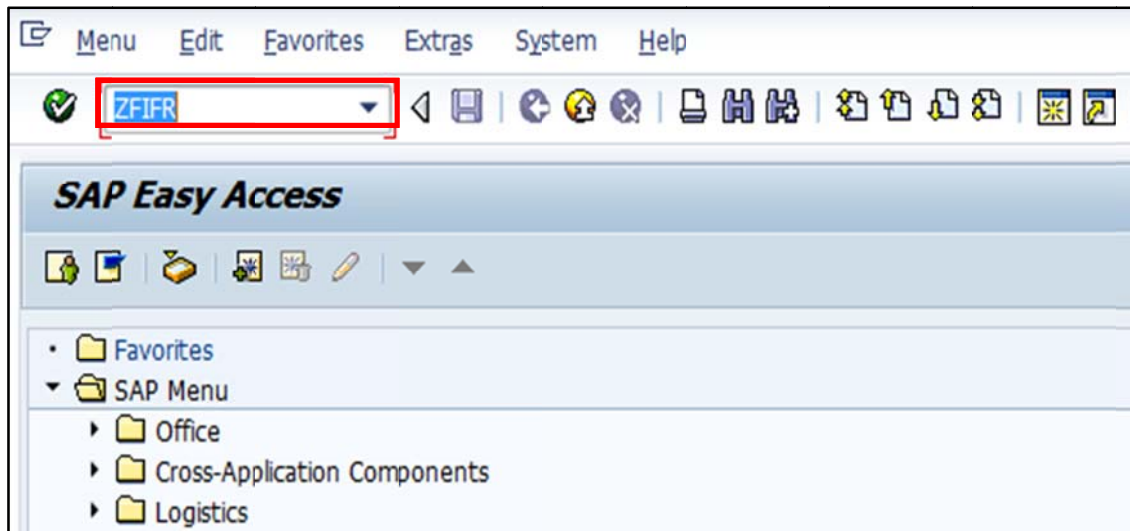 Menu Edit Favorites Extras System Help
ZFIFR
SAP Easy Access
Favorites
SAP Menu
Office
Cross-Application Components
Logistics